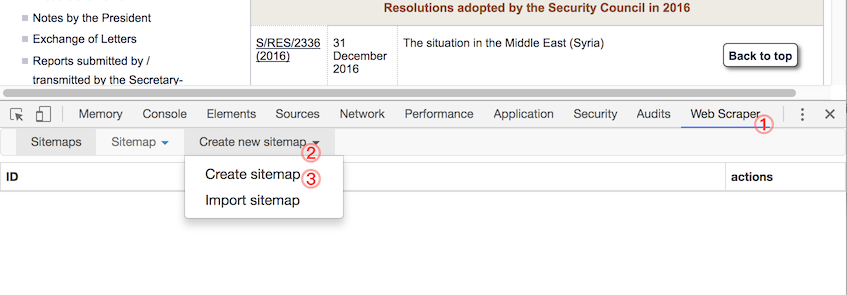 Notes by the President
Exchange of Letters
Reports submitted by /
transmitted by the Secretary-
Resolutions adopted by the Security Council in 2016
S/RES/2336
(2016)
31
December
2016
The situation in the Middle East (Syria)
Back to top
Memory Console Elements Sources Network Performance Application Security Audits Web Scraper
1
Sitemaps Sitemap Create new sitemap
2
Create sitemap
3
Import sitemap
ID
actions